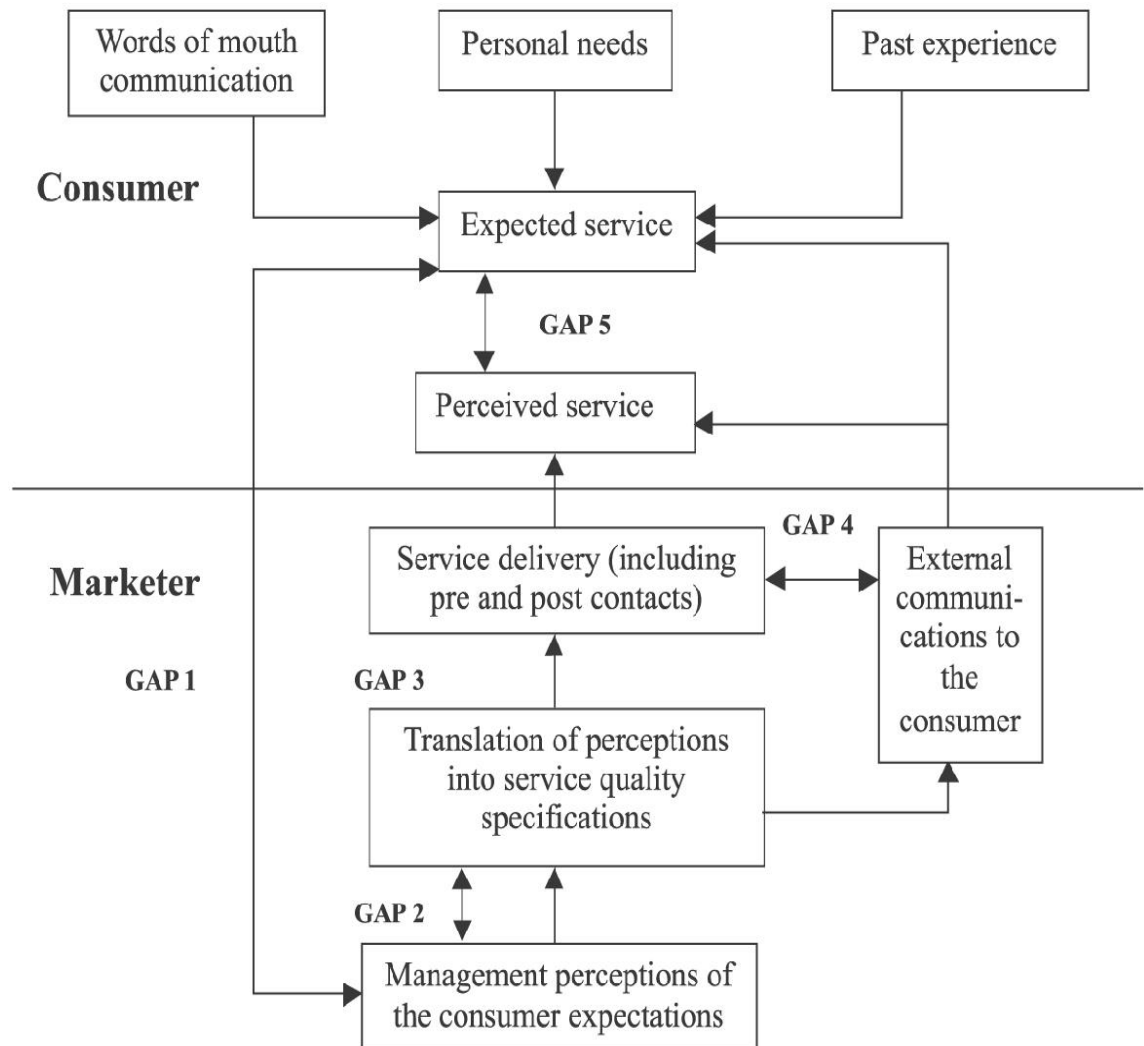 Words of mouth
communication
Personal needs
Past experience
Consumer
Expected service
GAP 5
Perceived service
GAP 4
Marketer
Service delivery (including
pre and post contacts)
External
communi-
cations to
the
consumer
GAP 1
GAP 3
Translation of perceptions
into service quality
specifications
GAP 2
Management perceptions of
the consumer expectations